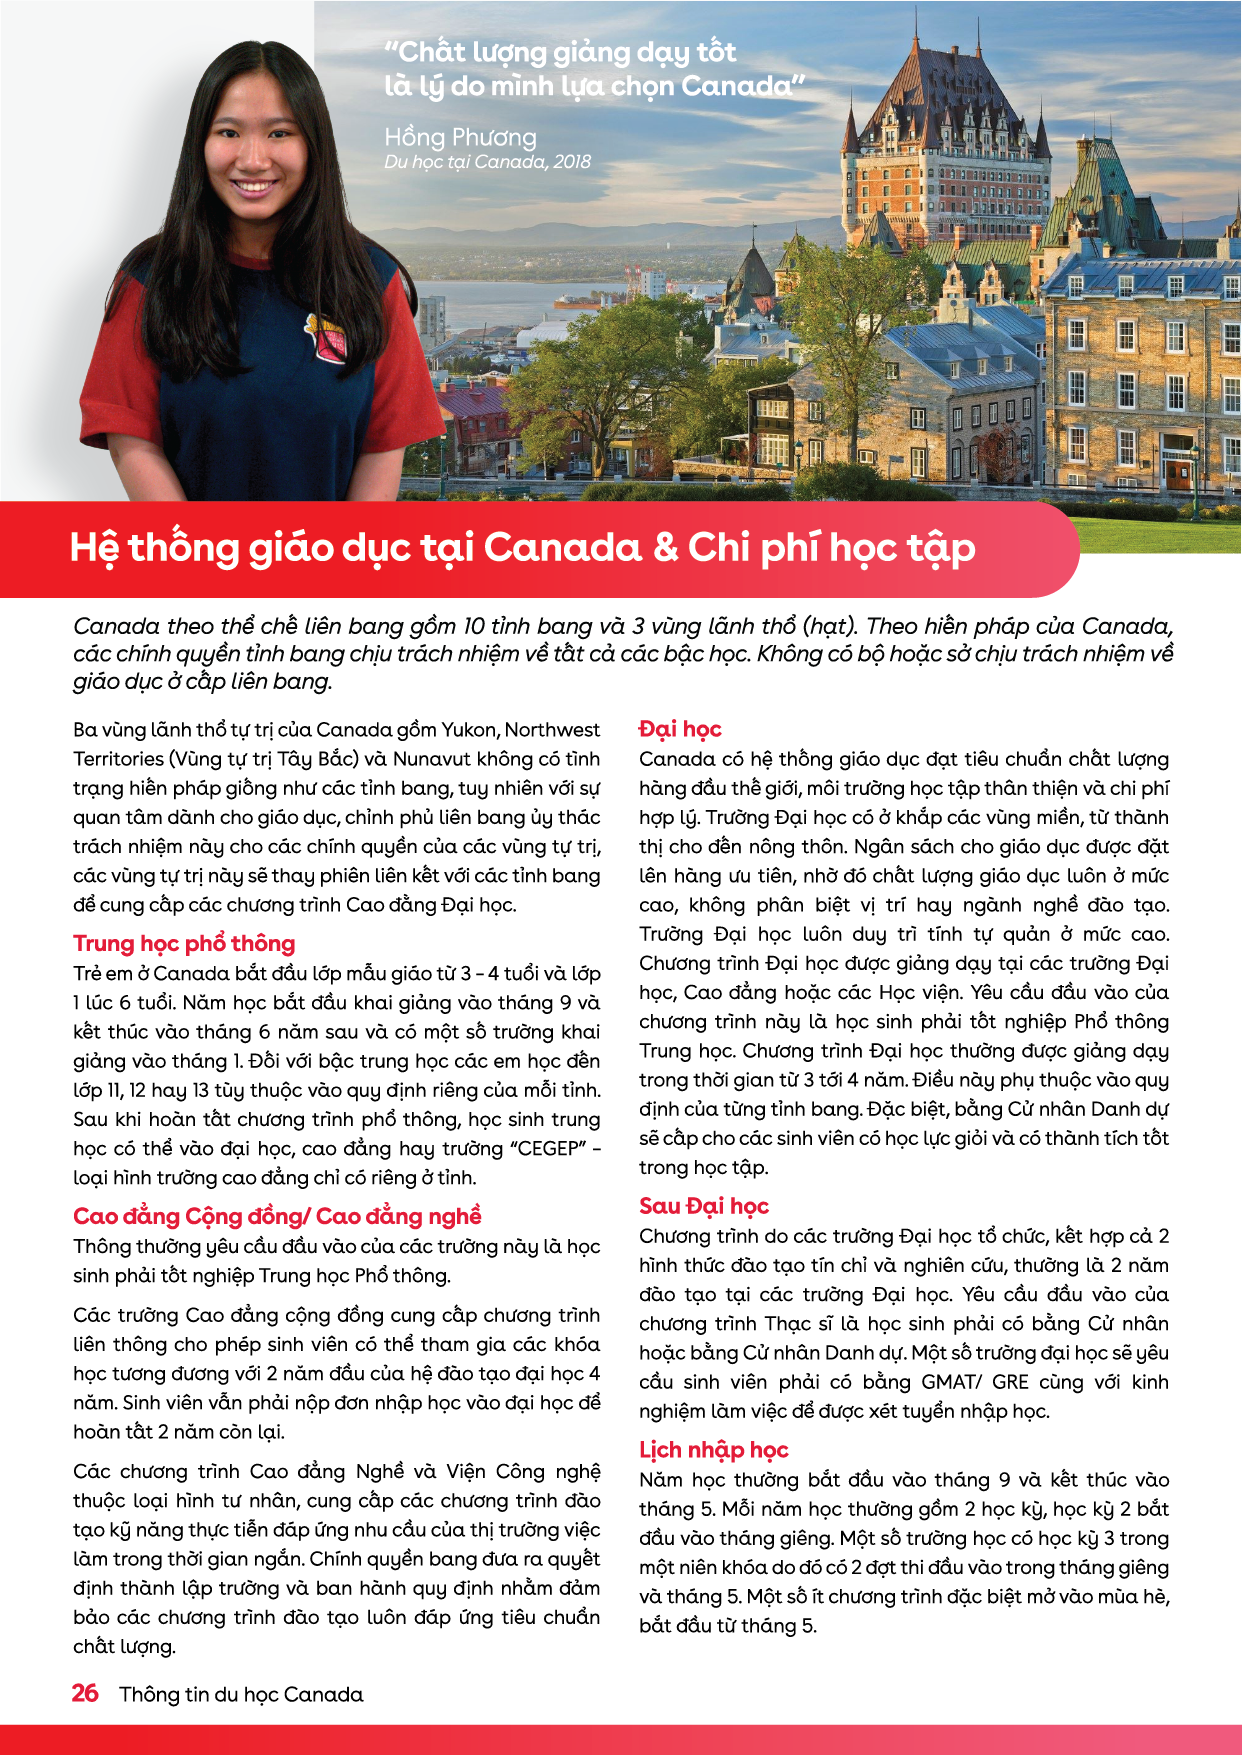 “Chất lượng giảng dạy tốt
là lý do mình lựa chọn Canada”
Hồng Phương
Du học tại Canada, 2018
Hệ thống giáo dục tại Canada & Chi phí học tập
Canada theo thể chế liên bang gồm 10 tỉnh bang và 3 vùng lãnh thổ (hạt). Theo hiến pháp của Canada,
các chính quyền tỉnh bang chịu trách nhiệm về tất cả các bậc học. Không có bộ hoặc sở chịu trách nhiệm về
giáo dục ở cấp liên bang.
Ba vùng lãnh thổ tự trị của Canada gồm Yukon, Northwest
Territories (Vùng tự trị Tây Bắc) và Nunavut không có tình
trạng hiến pháp giống như các tỉnh bang, tuy nhiên với sự
quan tâm dành cho giáo dục, chỉnh phủ liên bang ủy thác
trách nhiệm này cho các chính quyền của các vùng tự trị,
các vùng tự trị này sẽ thay phiên liên kết với các tỉnh bang
để cung cấp các chương trình Cao đẳng Đại học.
Trung học phổ thông
Trẻ em ở Canada bắt đầu lớp mẫu giáo từ 3 – 4 tuổi và lớp
1 lúc 6 tuổi. Năm học bắt đầu khai giảng vào tháng 9 và
kết thúc vào tháng 6 năm sau và có một số trường khai
giảng vào tháng 1. Đối với bậc trung học các em học đến
lớp 11, 12 hay 13 tùy thuộc vào quy định riêng của mỗi tỉnh.
Sau khi hoàn tất chương trình phổ thông, học sinh trung
học có thể vào đại học, cao đẳng hay trường “CEGEP” –
loại hình trường cao đẳng chỉ có riêng ở tỉnh.
Cao đẳng Cộng đồng/ Cao đẳng nghề
Thông thường yêu cầu đầu vào của các trường này là học
sinh phải tốt nghiệp Trung học Phổ thông.
Các trường Cao đẳng cộng đồng cung cấp chương trình
liên thông cho phép sinh viên có thể tham gia các khóa
học tương đương với 2 năm đầu của hệ đào tạo đại học 4
năm. Sinh viên vẫn phải nộp đơn nhập học vào đại học để
hoàn tất 2 năm còn lại.
Các chương trình Cao đẳng Nghề và Viện Công nghệ
thuộc loại hình tư nhân, cung cấp các chương trình đào
tạo kỹ năng thực tiễn đáp ứng nhu cầu của thị trường việc
làm trong thời gian ngắn. Chính quyền bang đưa ra quyết
định thành lập trường và ban hành quy định nhằm đảm
bảo các chương trình đào tạo luôn đáp ứng tiêu chuẩn
chất lượng.
Đại học
Canada có hệ thống giáo dục đạt tiêu chuẩn chất lượng
hàng đầu thế giới, môi trường học tập thân thiện và chi phí
hợp lý. Trường Đại học có ở khắp các vùng miền, từ thành
thị cho đến nông thôn. Ngân sách cho giáo dục được đặt
lên hàng ưu tiên, nhờ đó chất lượng giáo dục luôn ở mức
cao, không phân biệt vị trí hay ngành nghề đào tạo.
Trường Đại học luôn duy trì tính tự quản ở mức cao.
Chương trình Đại học được giảng dạy tại các trường Đại
học, Cao đẳng hoặc các Học viện. Yêu cầu đầu vào của
chương trình này là học sinh phải tốt nghiệp Phổ thông
Trung học. Chương trình Đại học thường được giảng dạy
trong thời gian từ 3 tới 4 năm. Điều này phụ thuộc vào quy
định của từng tỉnh bang. Đặc biệt, bằng Cử nhân Danh dự
sẽ cấp cho các sinh viên có học lực giỏi và có thành tích tốt
trong học tập.
Sau Đại học
Chương trình do các trường Đại học tổ chức, kết hợp cả 2
hình thức đào tạo tín chỉ và nghiên cứu, thường là 2 năm
đào tạo tại các trường Đại học. Yêu cầu đầu vào của
chương trình Thạc sĩ là học sinh phải có bằng Cử nhân
hoặc bằng Cử nhân Danh dự. Một số trường đại học sẽ yêu
cầu sinh viên phải có bằng GMAT/ GRE cùng với kinh
nghiệm làm việc để được xét tuyển nhập học.
Lịch nhập học
Năm học thường bắt đầu vào tháng 9 và kết thúc vào
tháng 5. Mỗi năm học thường gồm 2 học kỳ, học kỳ 2 bắt
đầu vào tháng giêng. Một số trường học có học kỳ 3 trong
một niên khóa do đó có 2 đợt thi đầu vào trong tháng giêng
và tháng 5. Một số ít chương trình đặc biệt mở vào mùa hè,
bắt đầu từ tháng 5.
26 Thông tin du học Canada